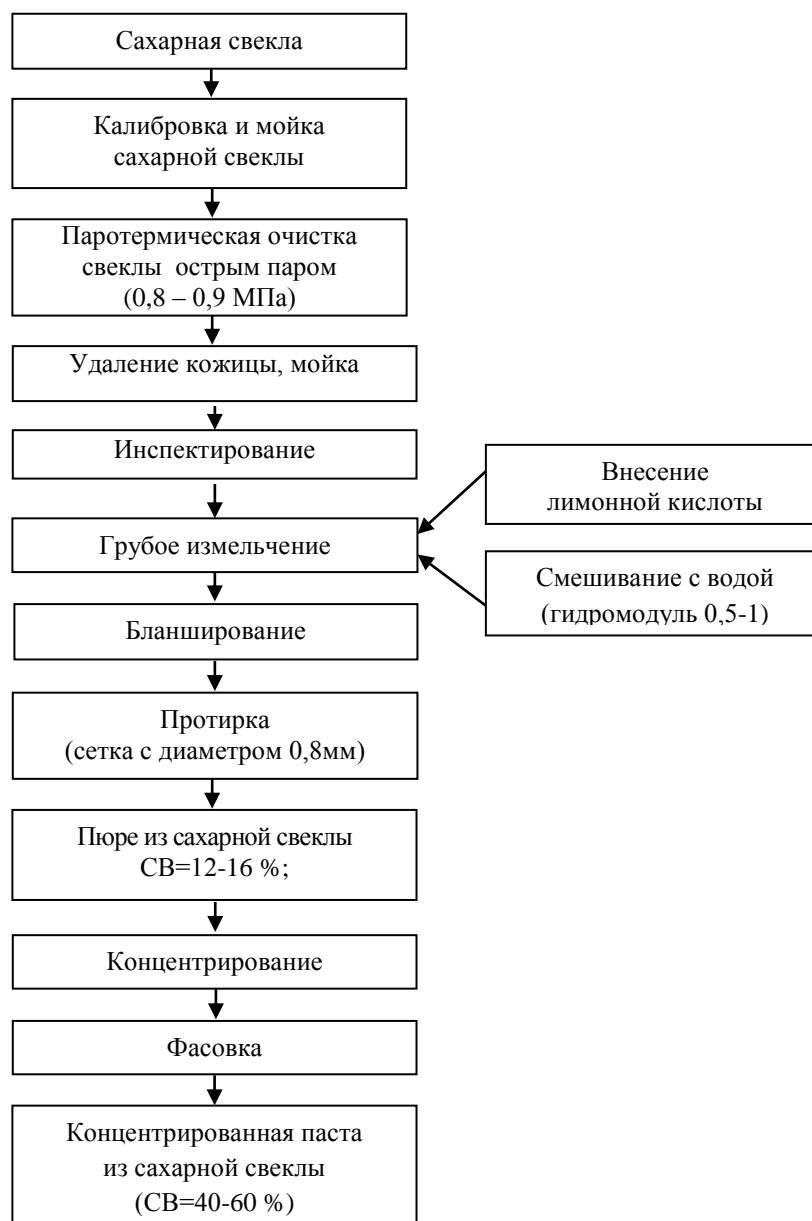 Сахарная свекла
Калибровка и мойка
сахарной свеклы
Паротермическая очистка
свеклы острым паром
(0,8 – 0,9 МПа)
Удаление кожицы, мойка
Инспектирование
Внесение
лимонной кислоты
Грубое измельчение
Смешивание с водой
(гидромодуль 0,5-1)
Бланширование
Протирка
(сетка с диаметром 0,8мм)
Пюре из сахарной свеклы
СВ=12-16 %;
Концентрирование
Фасовка
Концентрированная паста
из сахарной свеклы
(СВ=40-60 %)